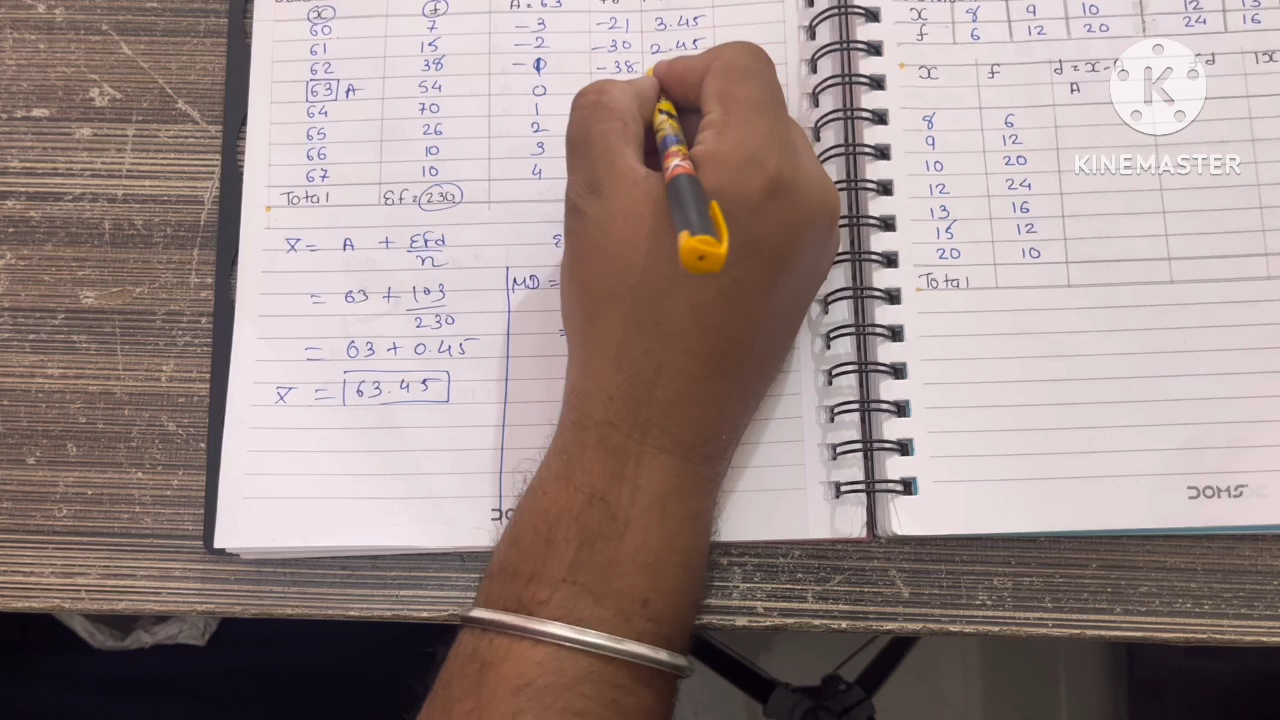 x f A = 63
60 7 -3 -21 3.45
61 15 -2 -30 2.45
62 38 -1 -38
63 A 54 0
64 70 1
65 26 2
66 10 3
67 10 4
Total Σf = 230
x̄ = A + Σfd
n
= 63 + 103
230
= 63 + 0.45
x̄ = 63.45
MD =
DOMS
x 8 9 10 12 13
f 6 12 20 24 16
x f d = x-
A
8 6
9 12
10 20
12 24
13 16
15 12
20 10
Total
K
KINEMASTER